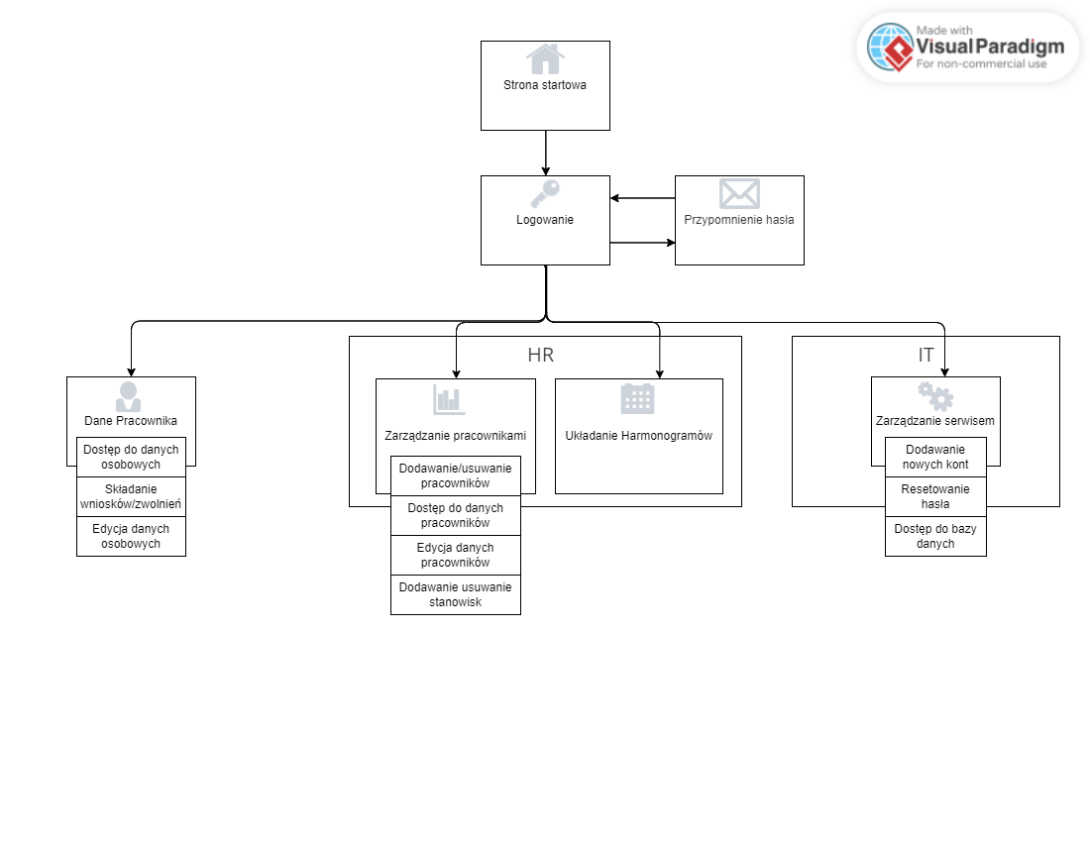 Made with
Visual Paradigm
For non-commercial use
Strona startowa
Logowanie
Przypomnienie hasła
HR
IT
Dane Pracownika
Dostęp do danych
osobowych
Składanie
wniosków/zwolnień
Edycja danych
osobowych
Zarządzanie pracownikami
Dodawanie/usuwanie
pracowników
Dostęp do danych
pracowników
Edycja danych
pracowników
Dodawanie usuwanie
stanowisk
Układanie Harmonogramów
Zarządzanie serwisem
Dodawanie
nowych kont
Resetowanie
hasła
Dostęp do bazy
danych